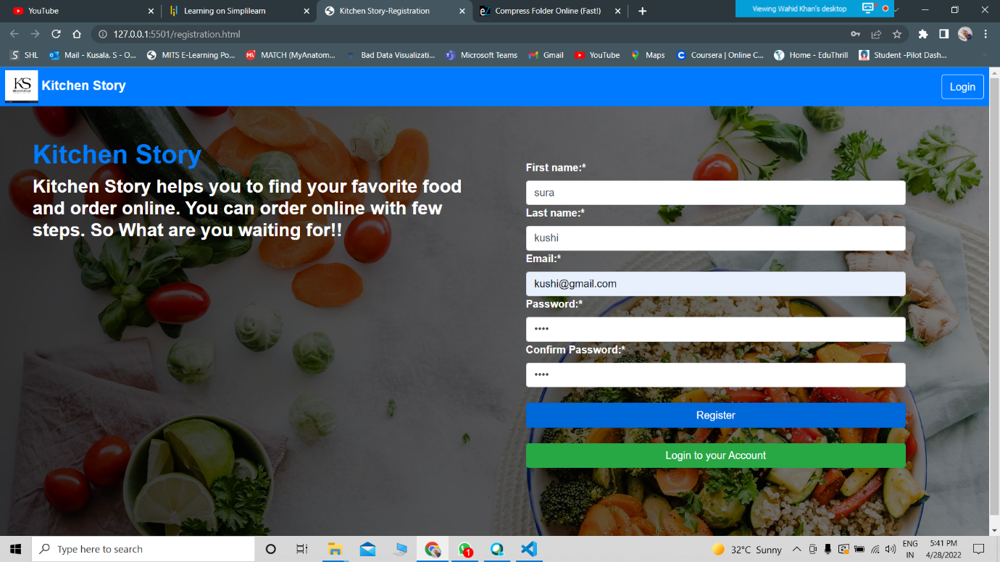 YouTube
Learning on Simplilearn
Kitchen Story-Registration
eZ Compress Folder Online (Fast!)
Viewing Wahid Khan's desktop
127.0.0.1:5501/registration.html
SHL
Mail - Kusala. S - O...
MITS E-Learning Po...
MATCH (MyAnatom...
Bad Data Visualizati...
Microsoft Teams
Gmail
YouTube
Maps
Coursera | Online C...
Home - EduThrill
Student -Pilot Dash...
KS
Kitchen Story
Login
Kitchen Story
Kitchen Story helps you to find your favorite food
and order online. You can order online with few
steps. So What are you waiting for!!
First name:*
sura
Last name:*
kushi
Email:*
kushi@gmail.com
Password:*
••••
Confirm Password:*
••••
Register
Login to your Account
Type here to search
1
32°C Sunny
ENG
IN
5:41 PM
4/28/2022